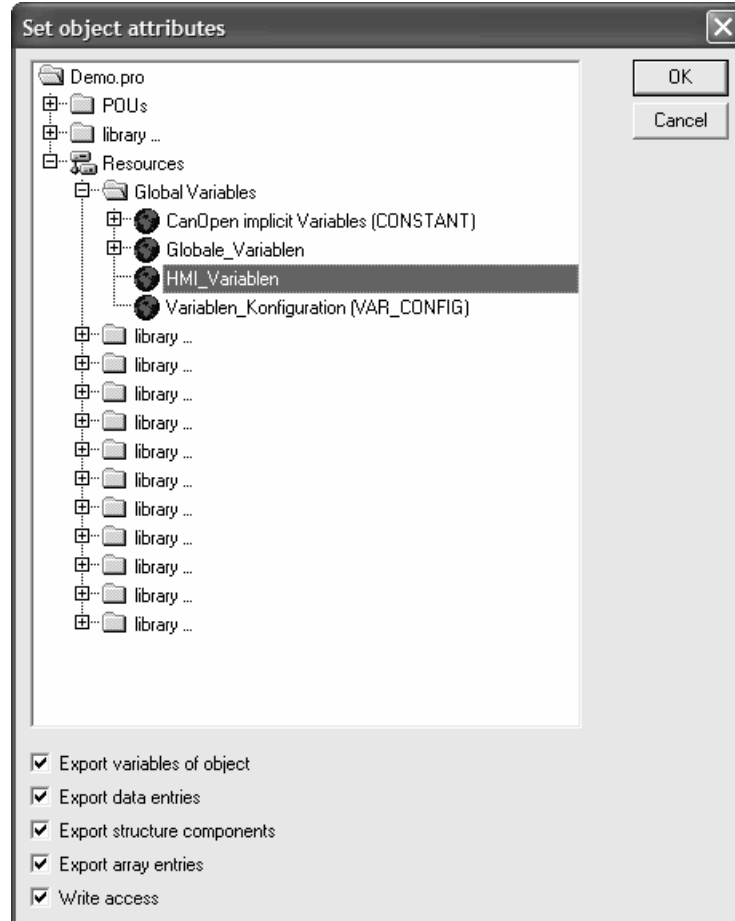 Set object attributes
Demo.pro
OK
POUs
Cancel
library ...
Resources
Global Variables
CanOpen implicit Variables (CONSTANT)
Globale_Variablen
HMI_Variablen
Variablen_Konfiguration (VAR_CONFIG)
library ...
library ...
library ...
library ...
library ...
library ...
library ...
library ...
library ...
library ...
library ...
Export variables of object
Export data entries
Export structure components
Export array entries
Write access